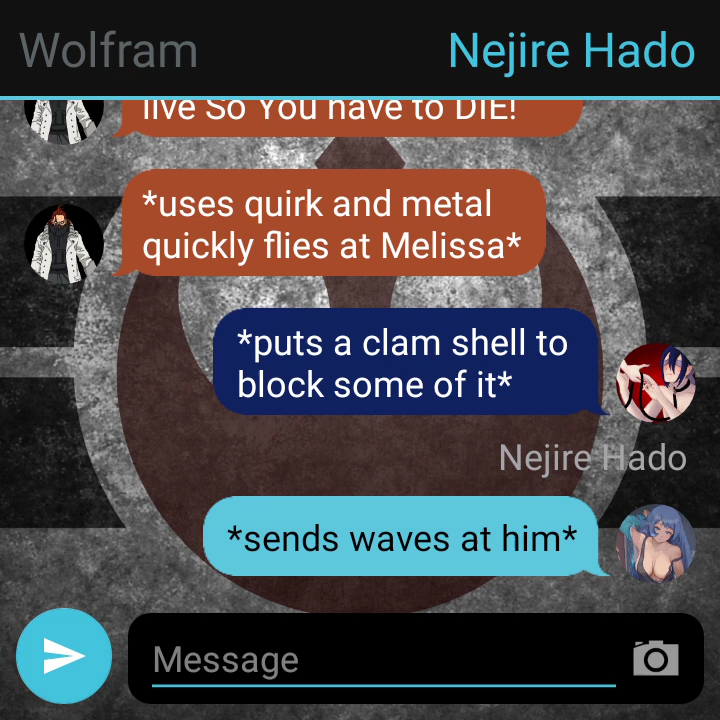 Wolfram
Nejire Hado
live So You have to DIE!
*uses quirk and metal
quickly flies at Melissa*
*puts a clam shell to
block some of it*
Nejire Hado
*sends waves at him*
Message